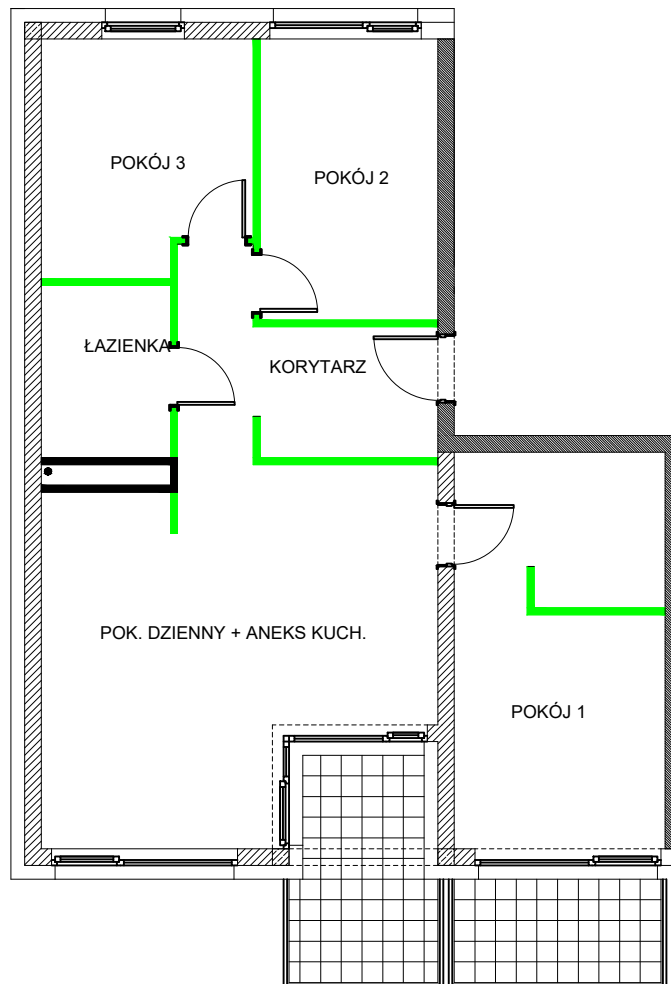 POKÓJ 3
POKÓJ 2
ŁAZIENKA
KORYTARZ
POK. DZIENNY + ANEKS KUCH.
POKÓJ 1